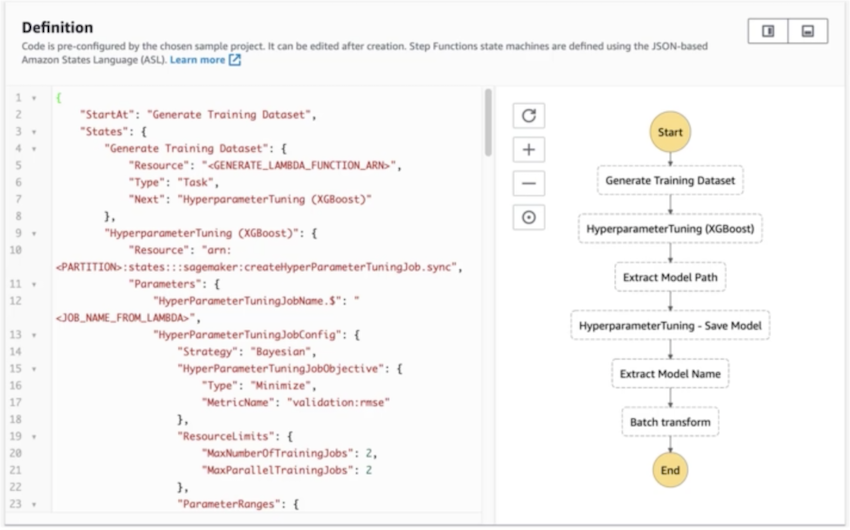 Definition
Code is pre-configured by the chosen sample project. It can be edited after creation. Step Functions state machines are defined using the JSON-based
Amazon States Language (ASL). Learn more
1 {
2 "StartAt": "Generate Training Dataset",
3 "States": {
4 "Generate Training Dataset": {
5 "Resource": "<GENERATE_LAMBDA_FUNCTION_ARN>",
6 "Type": "Task",
7 "Next": "HyperparameterTuning (XGBoost)"
8 },
9 "HyperparameterTuning (XGBoost)": {
10 "Resource": "arn:
<PARTITION>:states:::sagemaker:createHyperParameterTuningJob.sync",
11 "Parameters": {
12 "HyperParameterTuningJobName.$": "
<JOB_NAME_FROM_LAMBDA>",
13 "HyperParameterTuningJobConfig": {
14 "Strategy": "Bayesian",
15 "HyperParameterTuningJobObjective": {
16 "Type": "Minimize",
17 "MetricName": "validation:rmse"
18 },
19 "ResourceLimits": {
20 "MaxNumberOfTrainingJobs": 2,
21 "MaxParallelTrainingJobs": 2
22 },
23 "ParameterRanges": {
Start
Generate Training Dataset
HyperparameterTuning (XGBoost)
Extract Model Path
HyperparameterTuning - Save Model
Extract Model Name
Batch transform
End